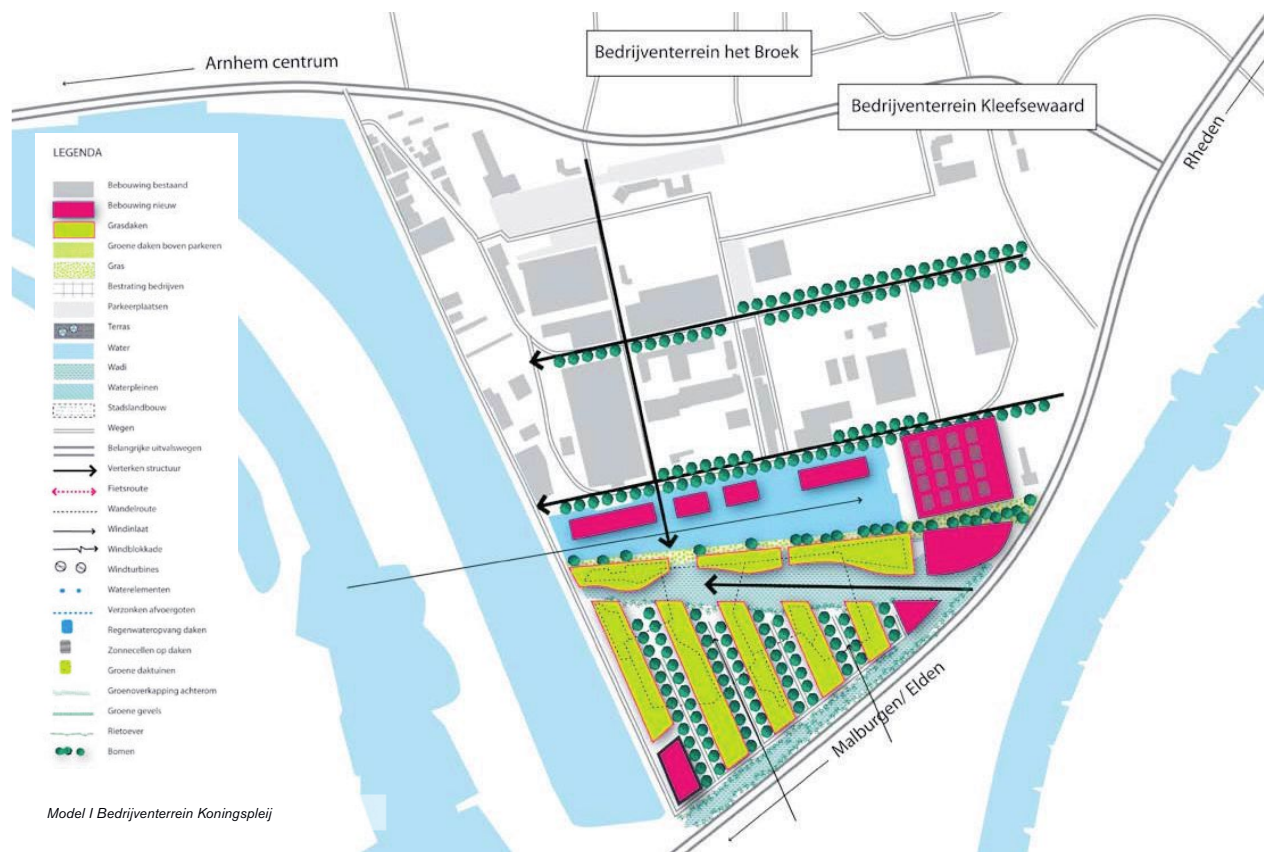 Arnhem centrum
Bedrijventerrein het Broek
Bedrijventerrein Kleefsewaard
Rheden
LEGENDA
Bebouwing bestaand
Bebouwing nieuw
Grasdaken
Groene daken boven parkeren
Gras
Bestrating bedrijven
Parkeerplaatsen
Terras
Water
Wadi
Waterpleinen
Stadslandbouw
Wegen
Belangrijke uitvalswegen
Verterken structuur
Fietsroute
Wandelroute
Windinlaat
Windblokkade
Windturbines
Waterelementen
Verzonken afvoergoten
Regenwateropvang daken
Zonnecellen op daken
Groene daktuinen
Groenoverkapping achterom
Groene gevels
Rietoever
Bomen
Malburgen/ Elden
Model I Bedrijventerrein Koningspleij